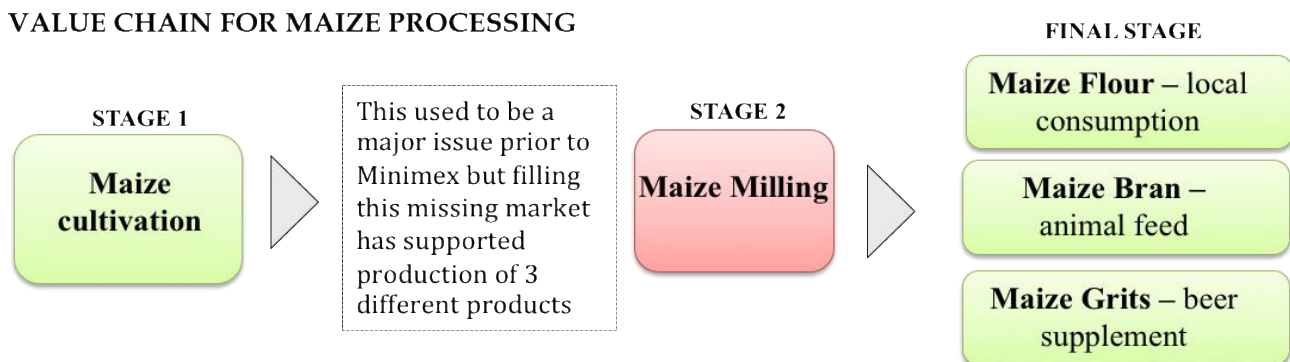 VALUE CHAIN FOR MAIZE PROCESSING
STAGE 1
Maize
cultivation
This used to be a
major issue prior to
Minimex but filling
this missing market
has supported
production of 3
different products
STAGE 2
Maize Milling
FINAL STAGE
Maize Flour – local
consumption
Maize Bran –
animal feed
Maize Grits – beer
supplement